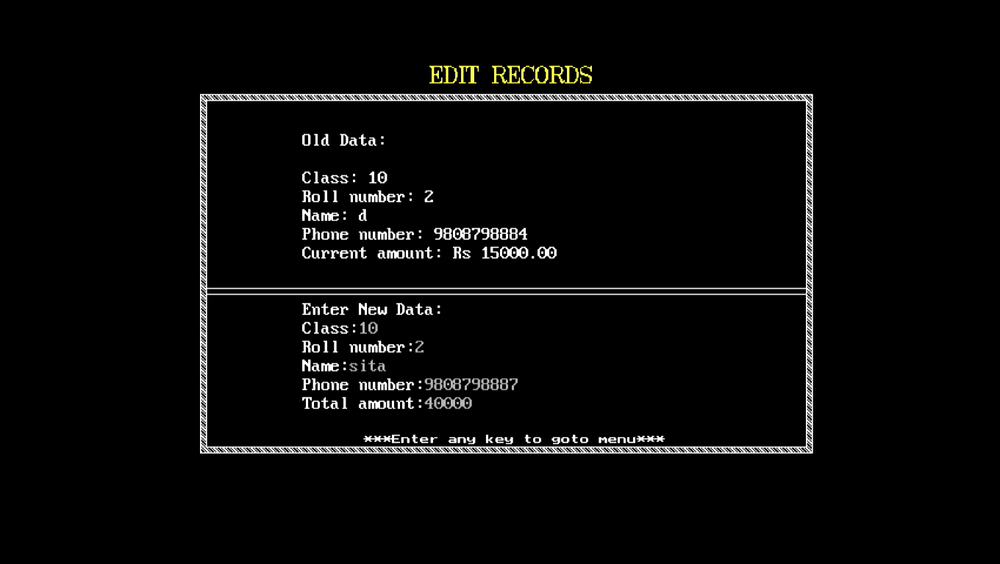 EDIT RECORDS
Old Data:
Class: 10
Roll number: 2
Name: d
Phone number: 9808798884
Current amount: Rs 15000.00
Enter New Data:
Class:10
Roll number:2
Name:sita
Phone number:9808798887
Total amount:40000
***Enter any key to goto menu***